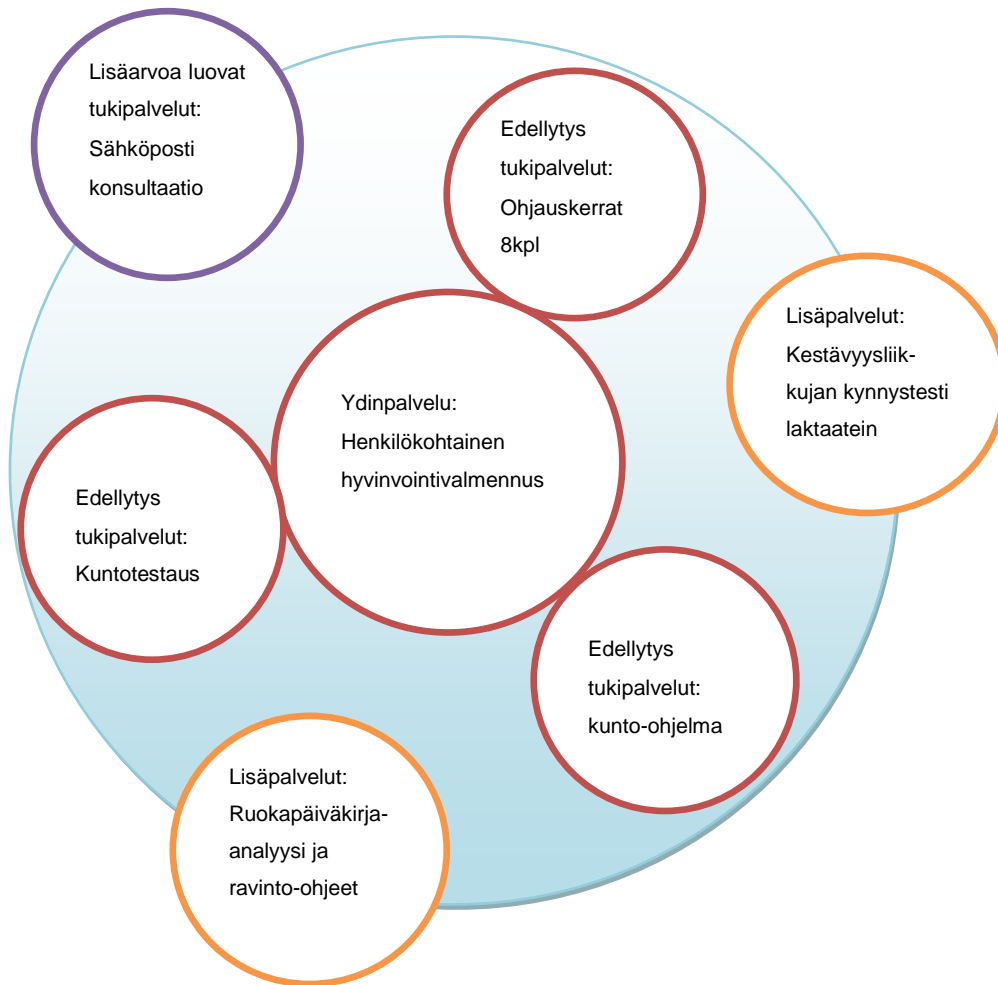 Lisäarvoa luovat
tukipalvelut:
Sähköposti
konsultaatio
Edellytys
tukipalvelut:
Ohjauskerrat
8kpl
Lisäpalvelut:
Kestävyysliik-
kujan kynnystesti
laktaatein
Ydinpalvelu:
Henkilökohtainen
hyvinvointivalmennus
Edellytys
tukipalvelut:
Kuntotestaus
Edellytys
tukipalvelut:
kunto-ohjelma
Lisäpalvelut:
Ruokapäiväkirja-
analyysi ja
ravinto-ohjeet